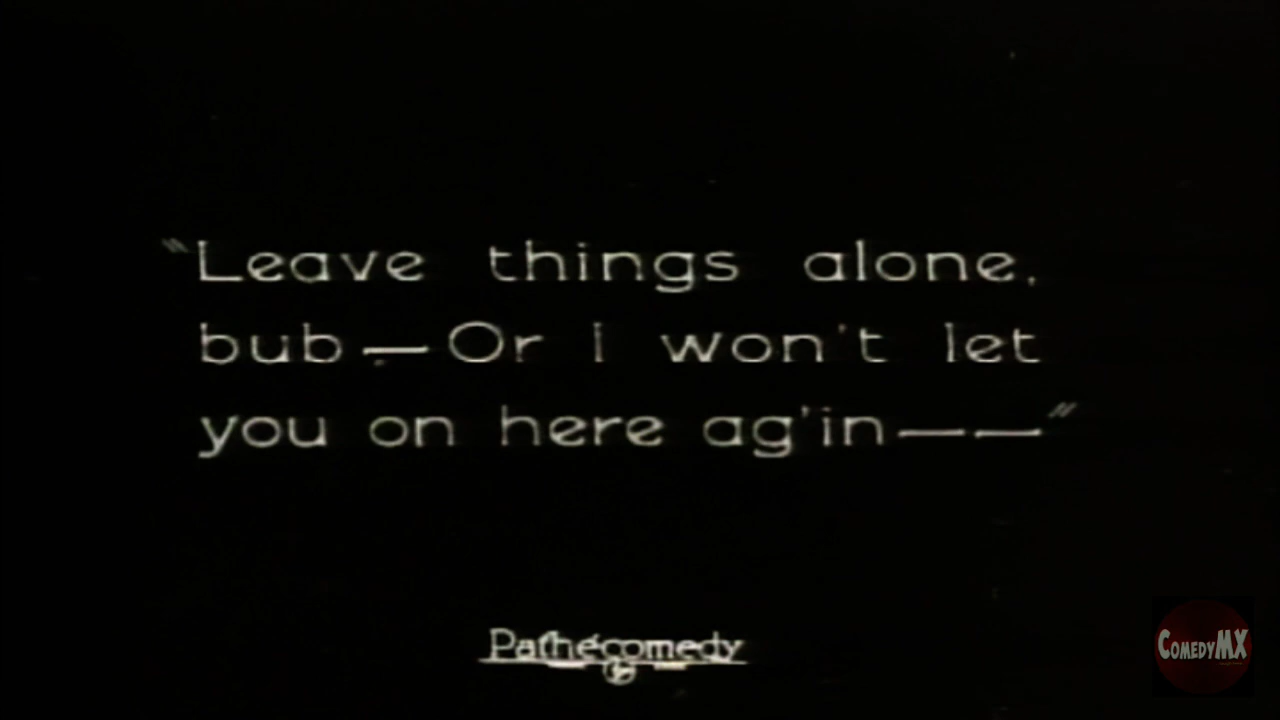 "Leave things alone,
bub—Or I won't let
you on here ag'in——"
Pathécomedy
COMEDYMX